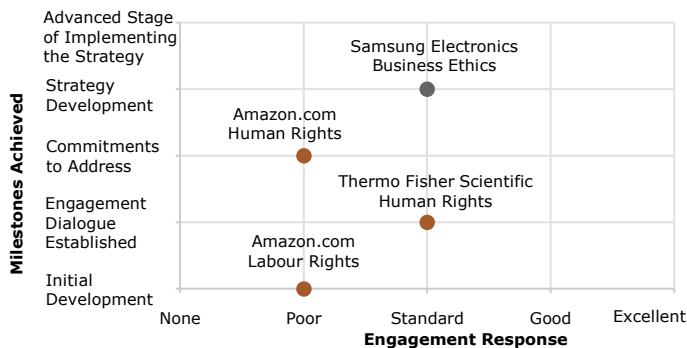 Milestones Achieved
Advanced Stage
of Implementing
the Strategy
Strategy
Development
Commitments
to Address
Engagement
Dialogue
Established
Initial
Development
Samsung Electronics
Business Ethics
Amazon.com
Human Rights
Thermo Fisher Scientific
Human Rights
Amazon.com
Labour Rights
None
Poor
Standard
Good
Excellent
Engagement Response